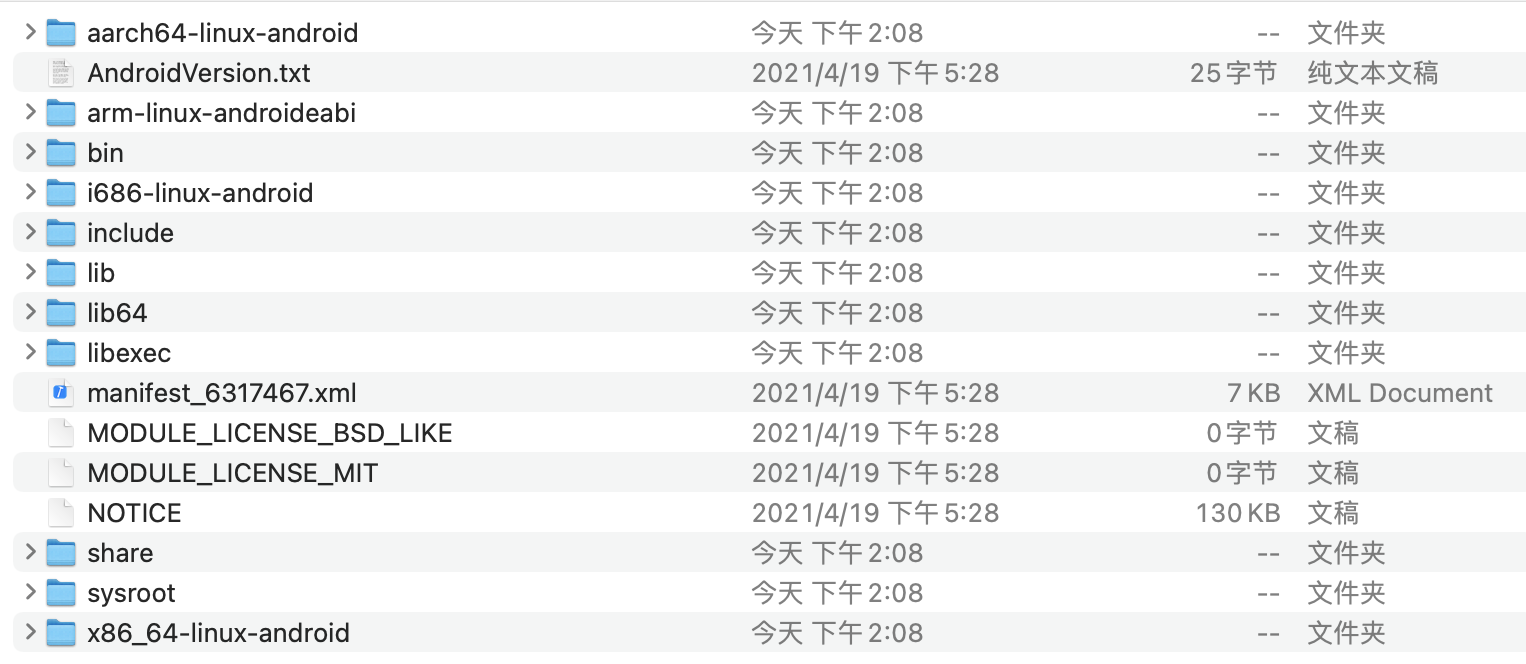 aarch64-linux-android 今天 下午2:08 -- 文件夹
AndroidVersion.txt 2021/4/19 下午5:28 25字节 纯文本文稿
arm-linux-androideabi 今天 下午2:08 -- 文件夹
bin 今天 下午2:08 -- 文件夹
i686-linux-android 今天 下午2:08 -- 文件夹
include 今天 下午2:08 -- 文件夹
lib 今天 下午2:08 -- 文件夹
lib64 今天 下午2:08 -- 文件夹
libexec 今天 下午2:08 -- 文件夹
manifest_6317467.xml 2021/4/19 下午5:28 7 KB XML Document
MODULE_LICENSE_BSD_LIKE 2021/4/19 下午5:28 0字节 文稿
MODULE_LICENSE_MIT 2021/4/19 下午5:28 0字节 文稿
NOTICE 2021/4/19 下午5:28 130 KB 文稿
share 今天 下午2:08 -- 文件夹
sysroot 今天 下午2:08 -- 文件夹
x86_64-linux-android 今天 下午2:08 -- 文件夹